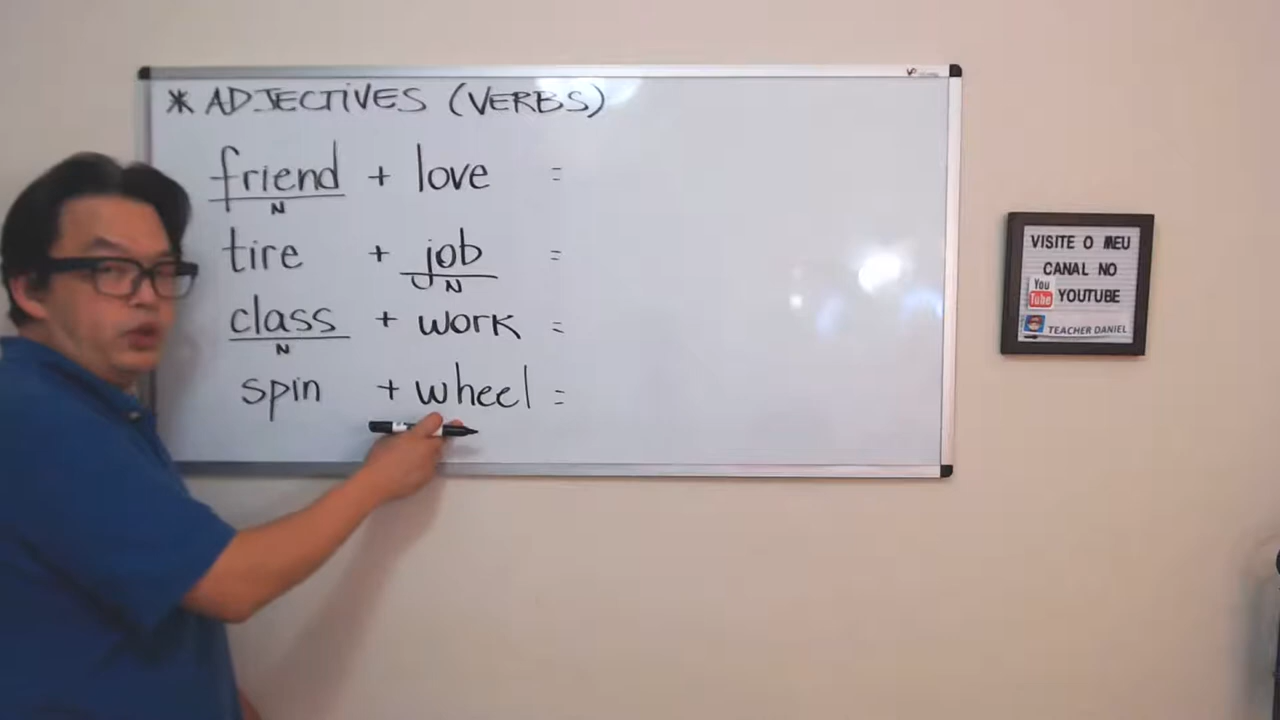 * ADJECTIVES (VERBS)
friend + love =
N
tire + job =
N
class + work =
N
spin + wheel =
VISITE O MEU
CANAL NO
You Tube YOUTUBE
TEACHER DANIEL